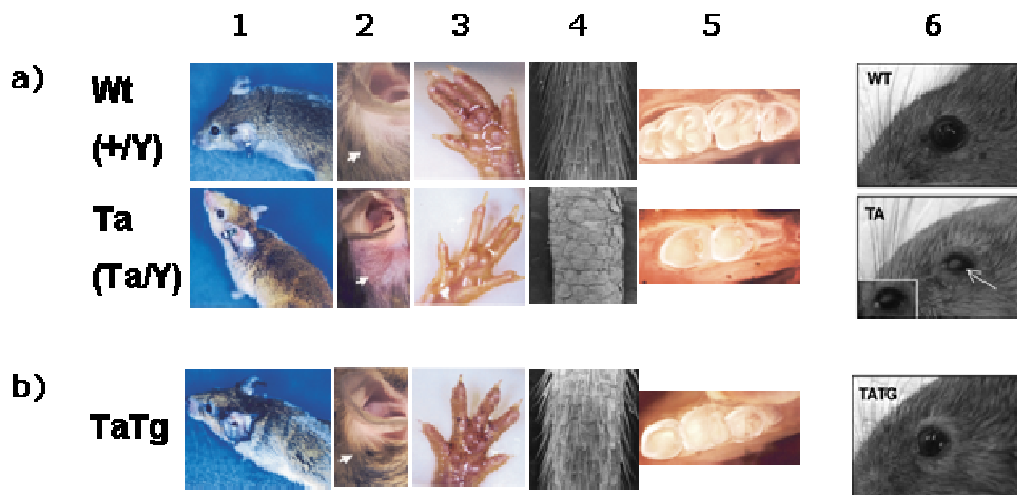 1 2 3 4 5 6
a)
Wt
(+/Y)
WT
Ta
(Ta/Y)
TA
b)
TaTg
TATG